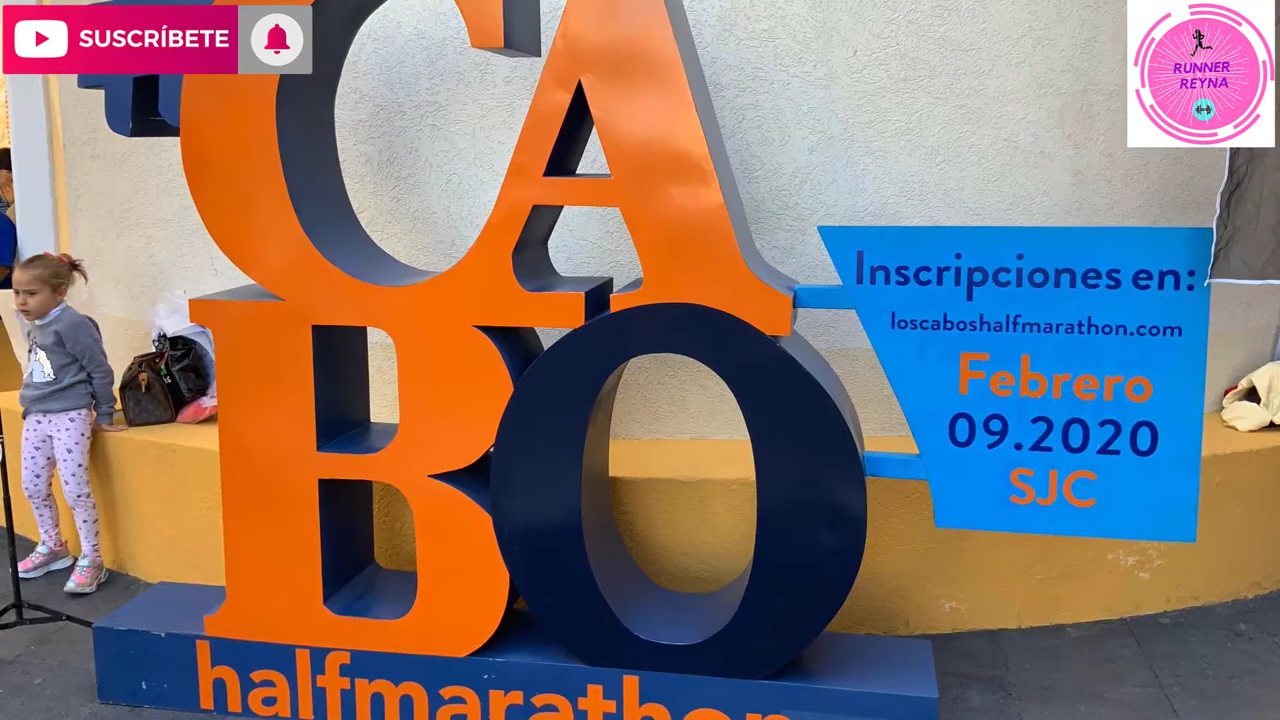 SUSCRÍBETE
RUNNER
REYNA
CA
BO
halfmarathon
Inscripciones en:
loscaboshalfmarathon.com
Febrero
09.2020
SJC